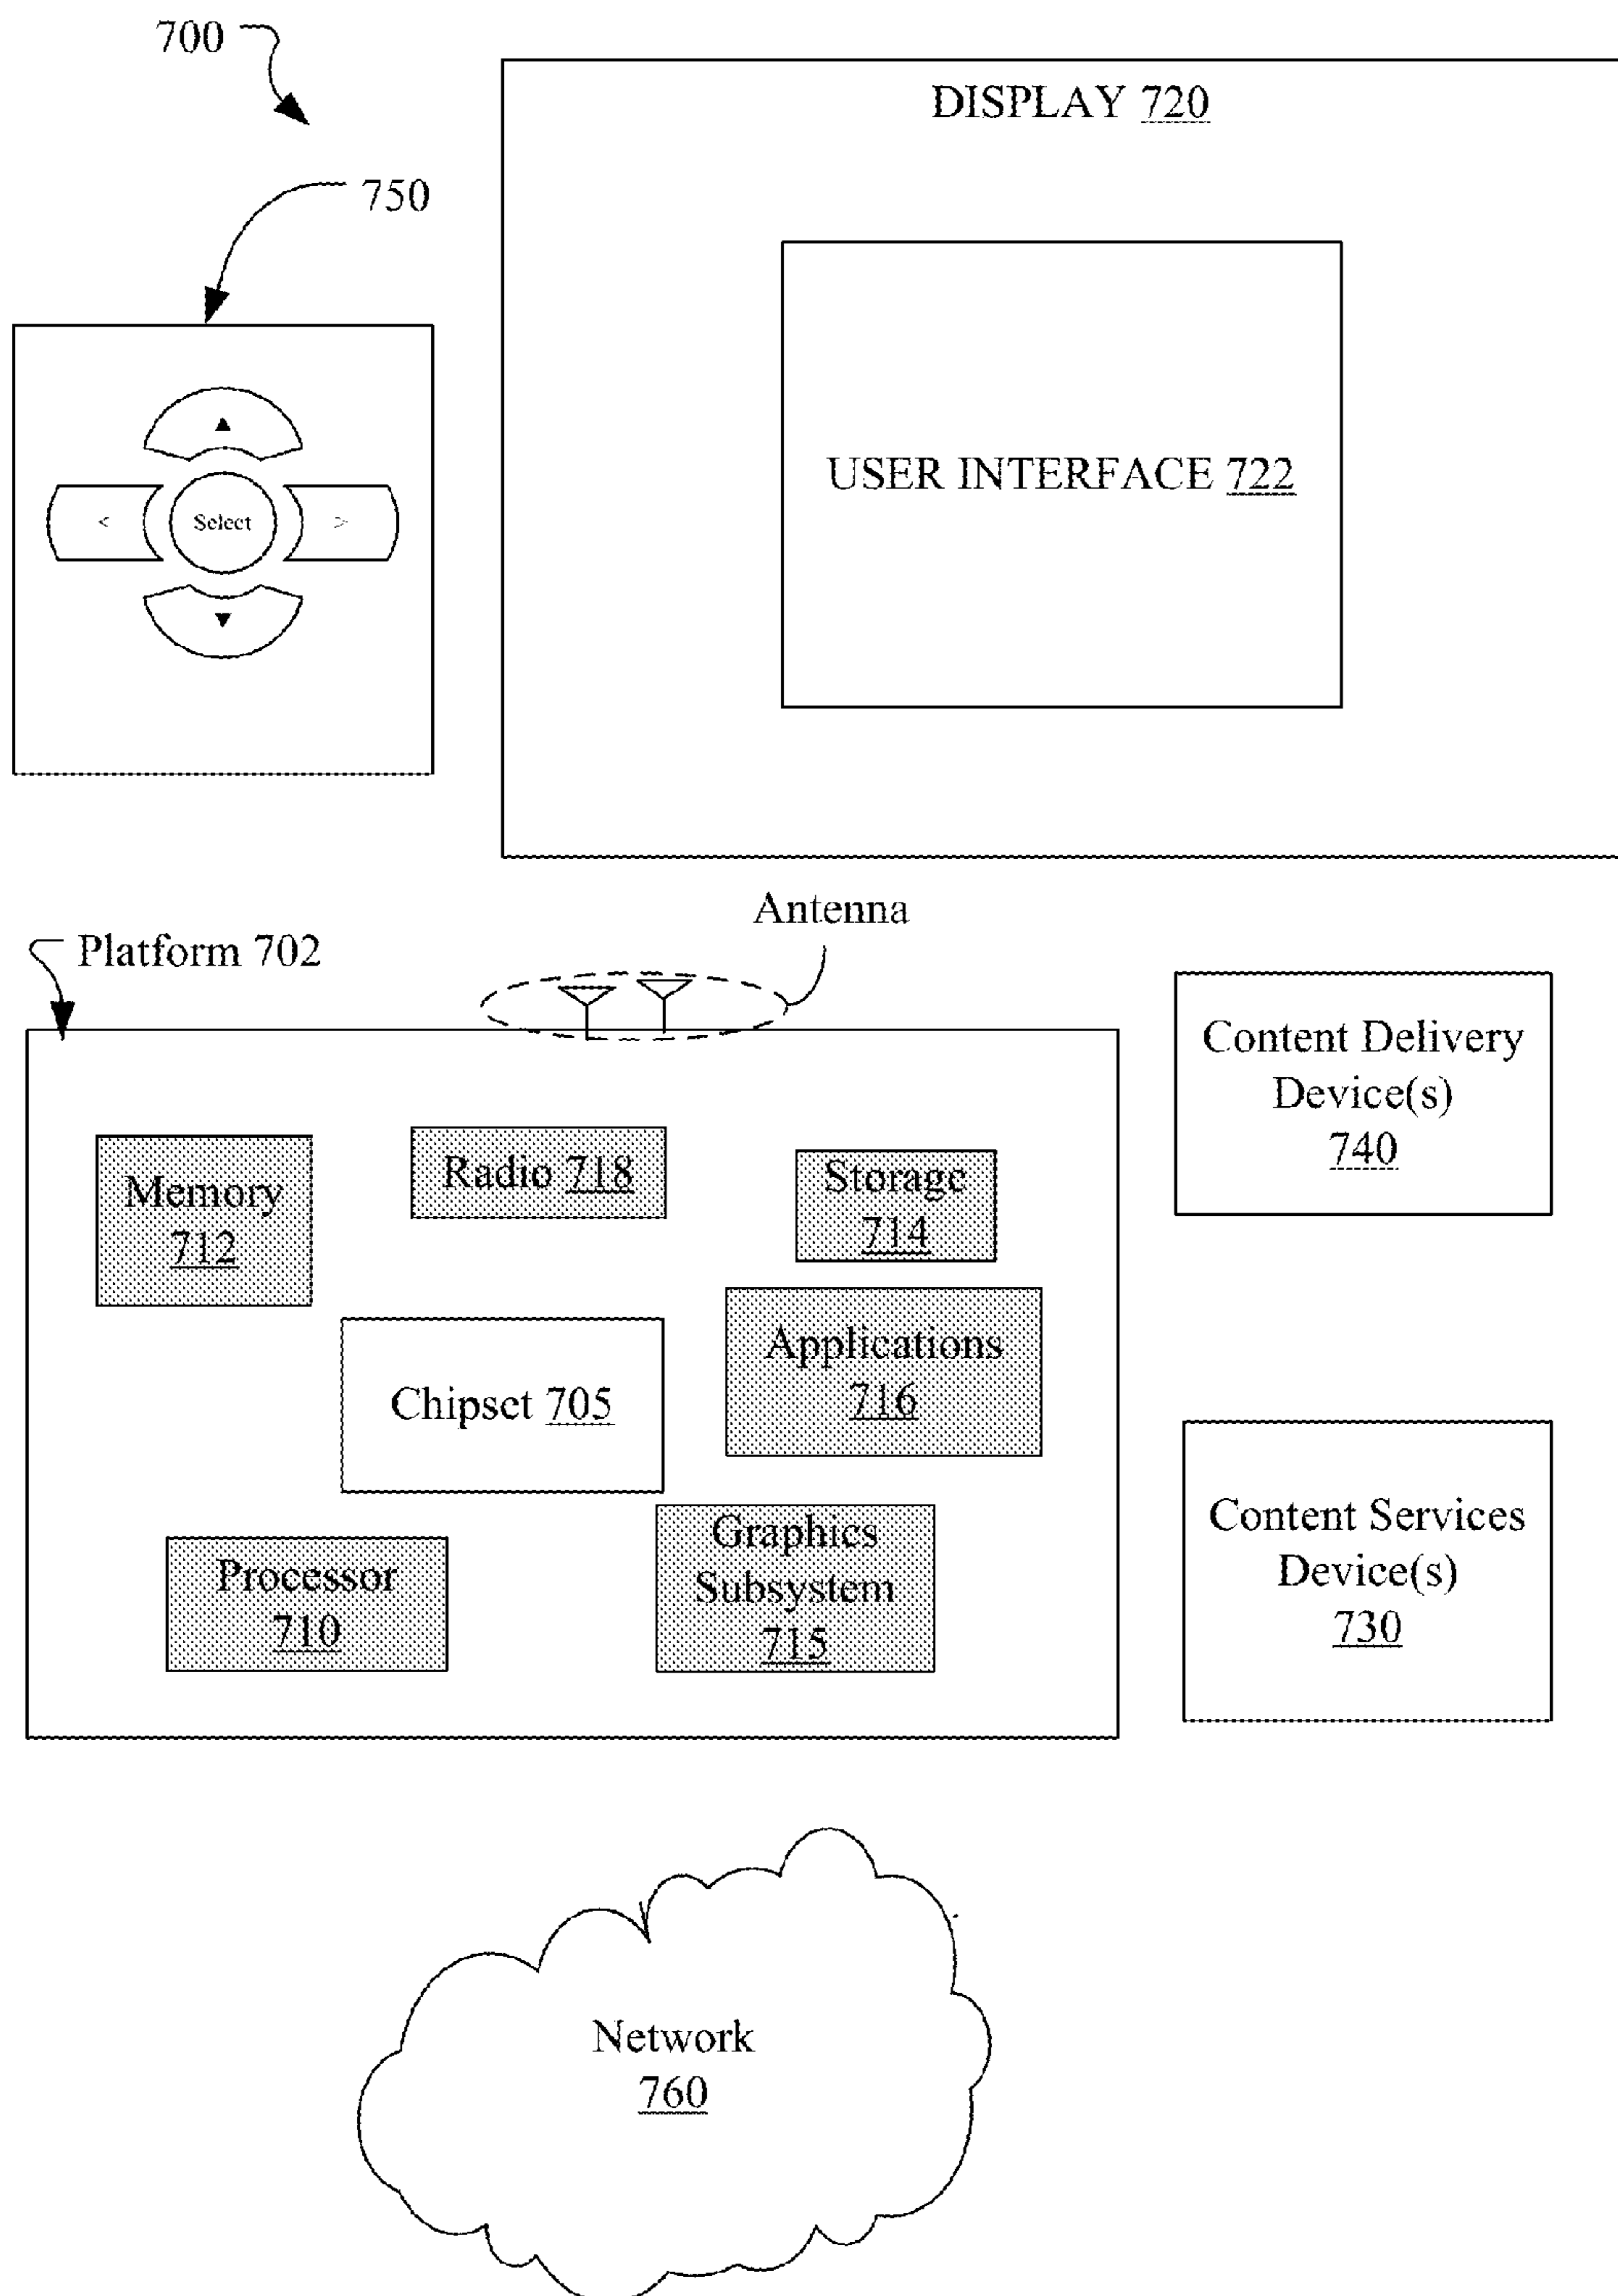 700
DISPLAY 720
750
USER INTERFACE 722
< Select >
Antenna
Platform 702
Content Delivery
Device(s)
740
Memory
712
Radio 718
Storage
714
Chipset 705
Applications
716
Content Services
Device(s)
730
Processor
710
Graphics
Subsystem
715
Network
760